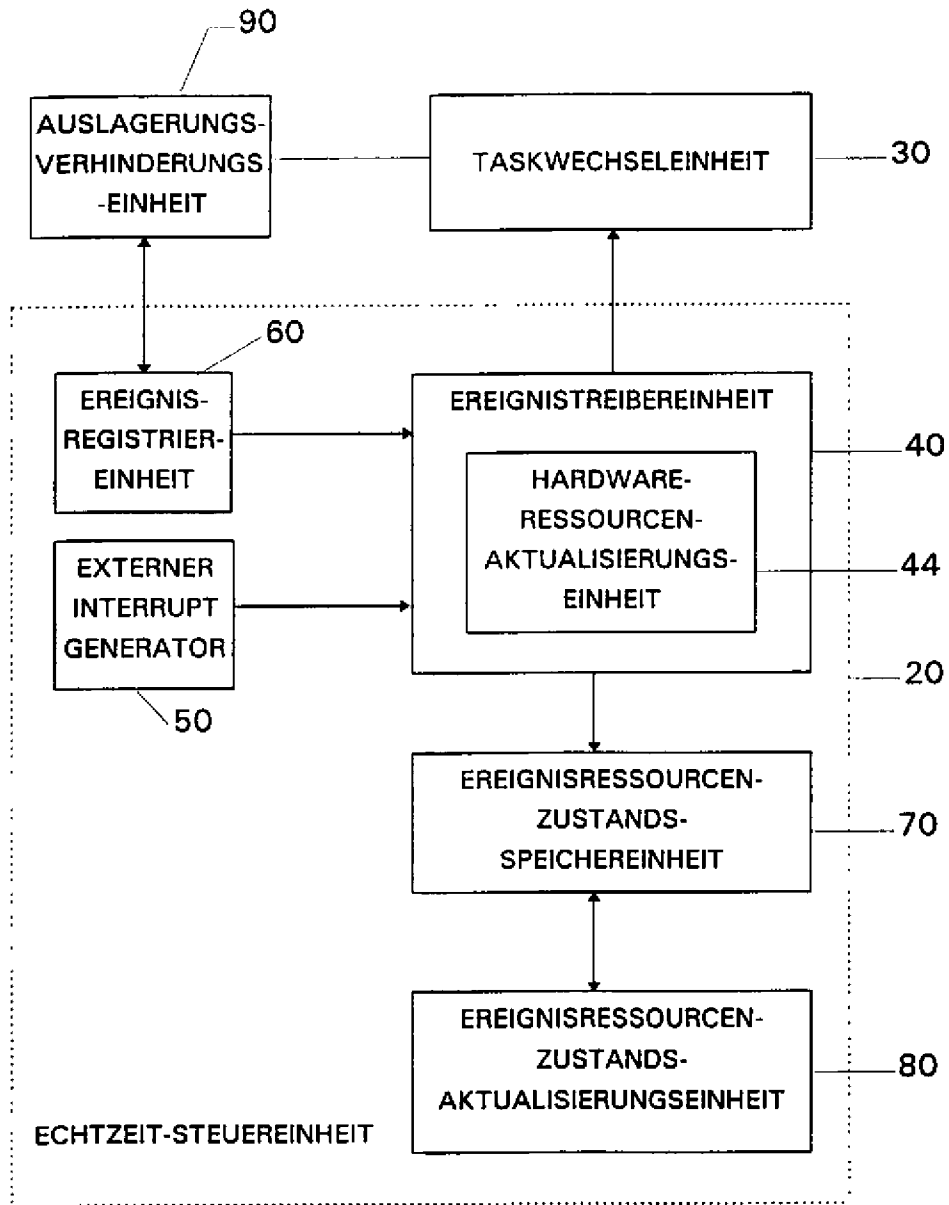 90
AUSLAGERUNGS-
VERHINDERUNGS
-EINHEIT
TASKWECHSELEINHEIT
30
60
EREIGNIS-
REGISTRIER-
EINHEIT
EREIGNISTREIBEREINHEIT
40
HARDWARE-
RESSOURCEN-
AKTUALISIERUNGS-
EINHEIT
44
EXTERNER
INTERRUPT
GENERATOR
50
20
EREIGNISRESSOURCEN-
ZUSTANDS-
SPEICHEREINHEIT
70
EREIGNISRESSOURCEN-
ZUSTANDS-
AKTUALISIERUNGSEINHEIT
80
ECHTZEIT-STEUEREINHEIT